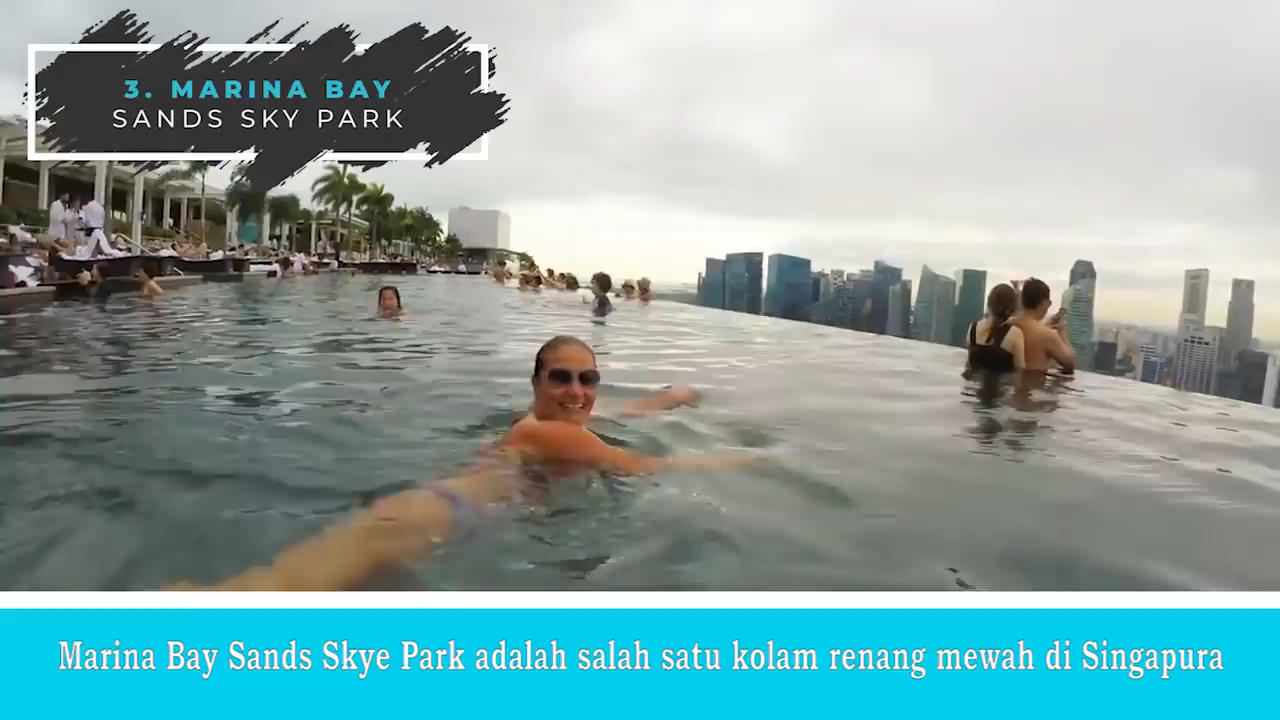 3. MARINA BAY
SANDS SKY PARK
Marina Bay Sands Skye Park adalah salah satu kolam renang mewah di Singapura